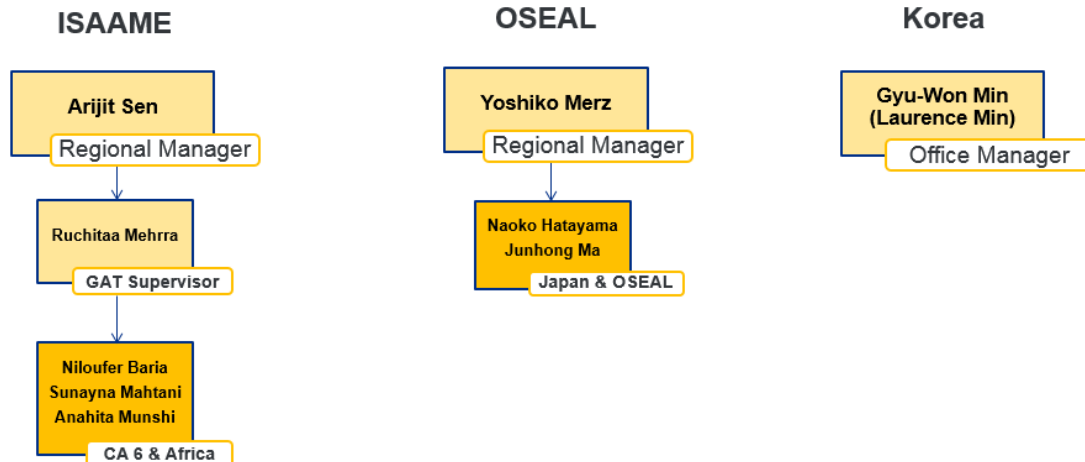 ISAAME
Arijit Sen
Regional Manager
Ruchitaa Mehrra
GAT Supervisor
Niloufer Baria
Sunayna Mahtani
Anahita Munshi
CA 6 & Africa
OSEAL
Yoshiko Merz
Regional Manager
Naoko Hatayama
Junhong Ma
Japan & OSEAL
Korea
Gyu-Won Min
(Laurence Min)
Office Manager